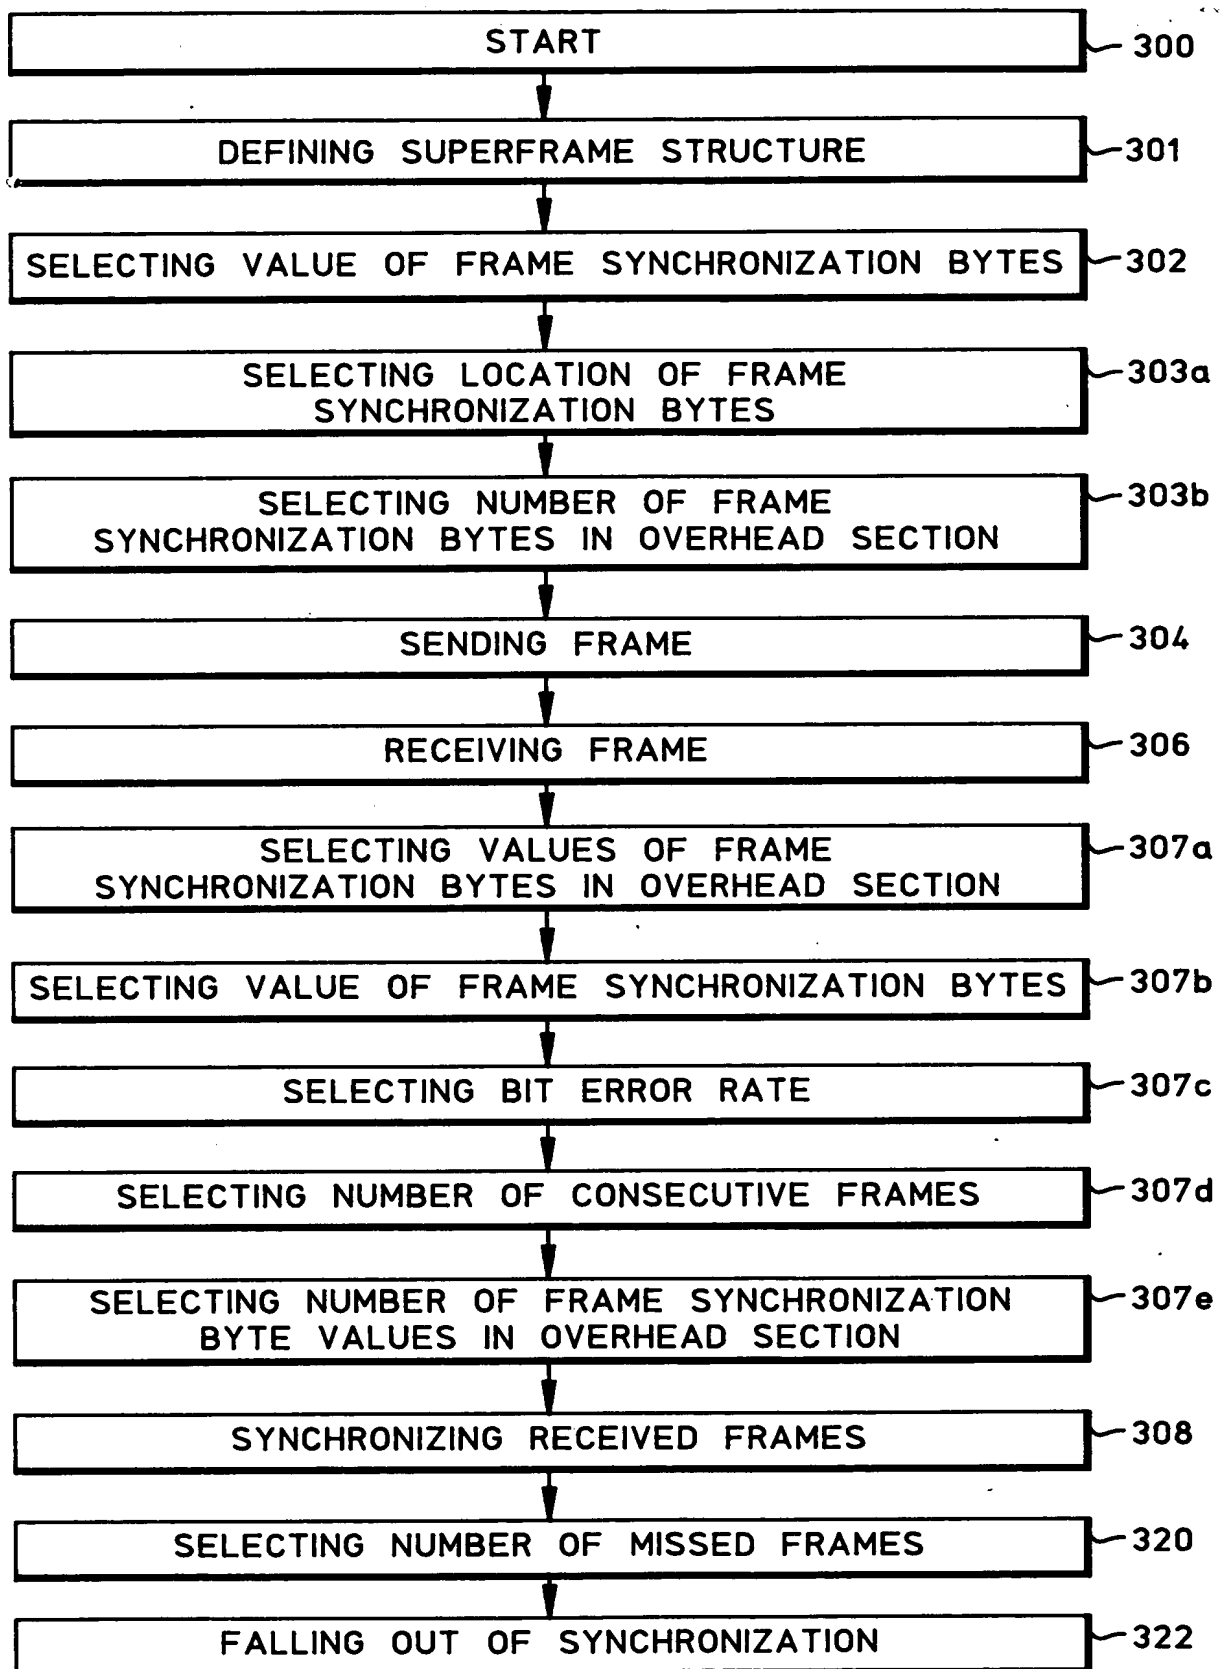 START
300
DEFINING SUPERFRAME STRUCTURE
301
SELECTING VALUE OF FRAME SYNCHRONIZATION BYTES
302
SELECTING LOCATION OF FRAME
SYNCHRONIZATION BYTES
303a
SELECTING NUMBER OF FRAME
SYNCHRONIZATION BYTES IN OVERHEAD SECTION
303b
SENDING FRAME
304
RECEIVING FRAME
306
SELECTING VALUES OF FRAME
SYNCHRONIZATION BYTES IN OVERHEAD SECTION
307a
SELECTING VALUE OF FRAME SYNCHRONIZATION BYTES
307b
SELECTING BIT ERROR RATE
307c
SELECTING NUMBER OF CONSECUTIVE FRAMES
307d
SELECTING NUMBER OF FRAME SYNCHRONIZATION
BYTE VALUES IN OVERHEAD SECTION
307e
SYNCHRONIZING RECEIVED FRAMES
308
SELECTING NUMBER OF MISSED FRAMES
320
FALLING OUT OF SYNCHRONIZATION
322